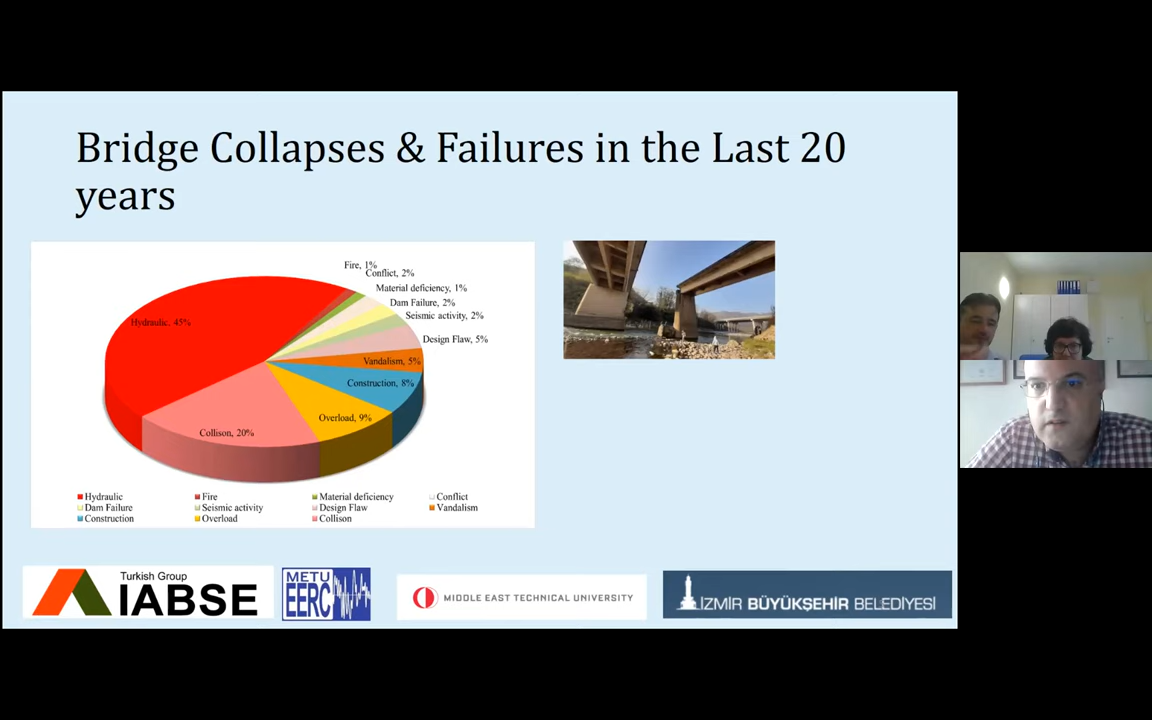 Bridge Collapses & Failures in the Last 20
years
Fire, 1%
Conflict, 2%
Material deficiency, 1%
Dam Failure, 2%
Seismic activity, 2%
Design Flaw, 5%
Vandalism, 5%
Construction, 8%
Overload, 9%
Collison, 20%
Hydraulic, 45%
Hydraulic Fire Material deficiency Conflict
Dam Failure Seismic activity Design Flaw Vandalism
Construction Overload Collison
Turkish Group
IABSE
METU
EERC
MIDDLE EAST TECHNICAL UNIVERSITY
İZMİR BÜYÜKŞEHİR BELEDİYESİ